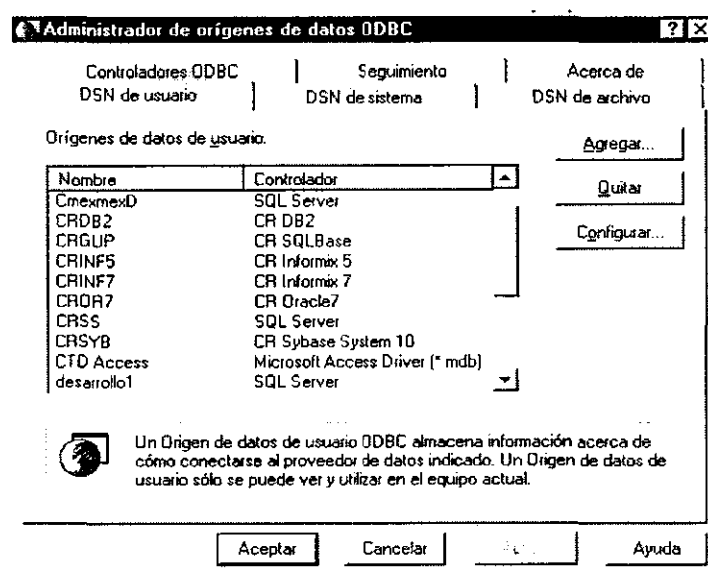 Administrador de orígenes de datos ODBC
Controladores ODBC
Seguimiento
Acerca de
DSN de usuario
DSN de sistema
DSN de archivo
Orígenes de datos de usuario.
Agregar...
Nombre Controlador
Quitar
CmexmexD SQL Server
CRDB2 CR DB2
Configurar...
CRGUP CR SQLBase
CRINF5 CR Informix 5
CRINF7 CR Informix 7
CROR7 CR Oracle7
CRSS SQL Server
CRSYB CR Sybase System 10
CTD Access Microsoft Access Driver (*.mdb)
desarrollo1 SQL Server
Un Origen de datos de usuario ODBC almacena información acerca de
cómo conectarse al proveedor de datos indicado. Un Origen de datos de
usuario sólo se puede ver y utilizar en el equipo actual.
Aceptar
Cancelar
Ayuda